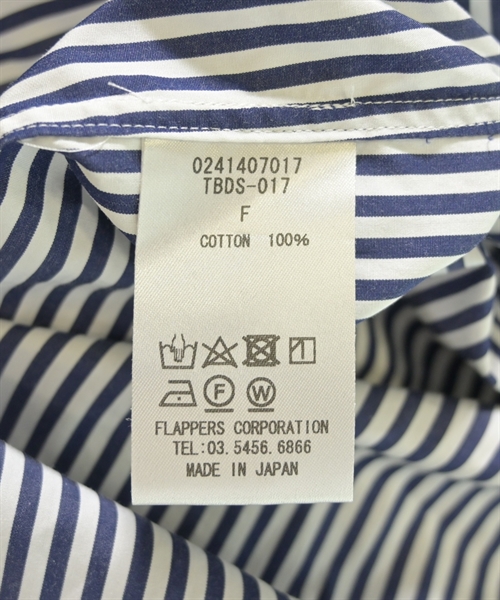 0241407017
TBDS-017
F
COTTON 100%
F W
FLAPPERS CORPORATION
TEL:03.5456.6866
MADE IN JAPAN